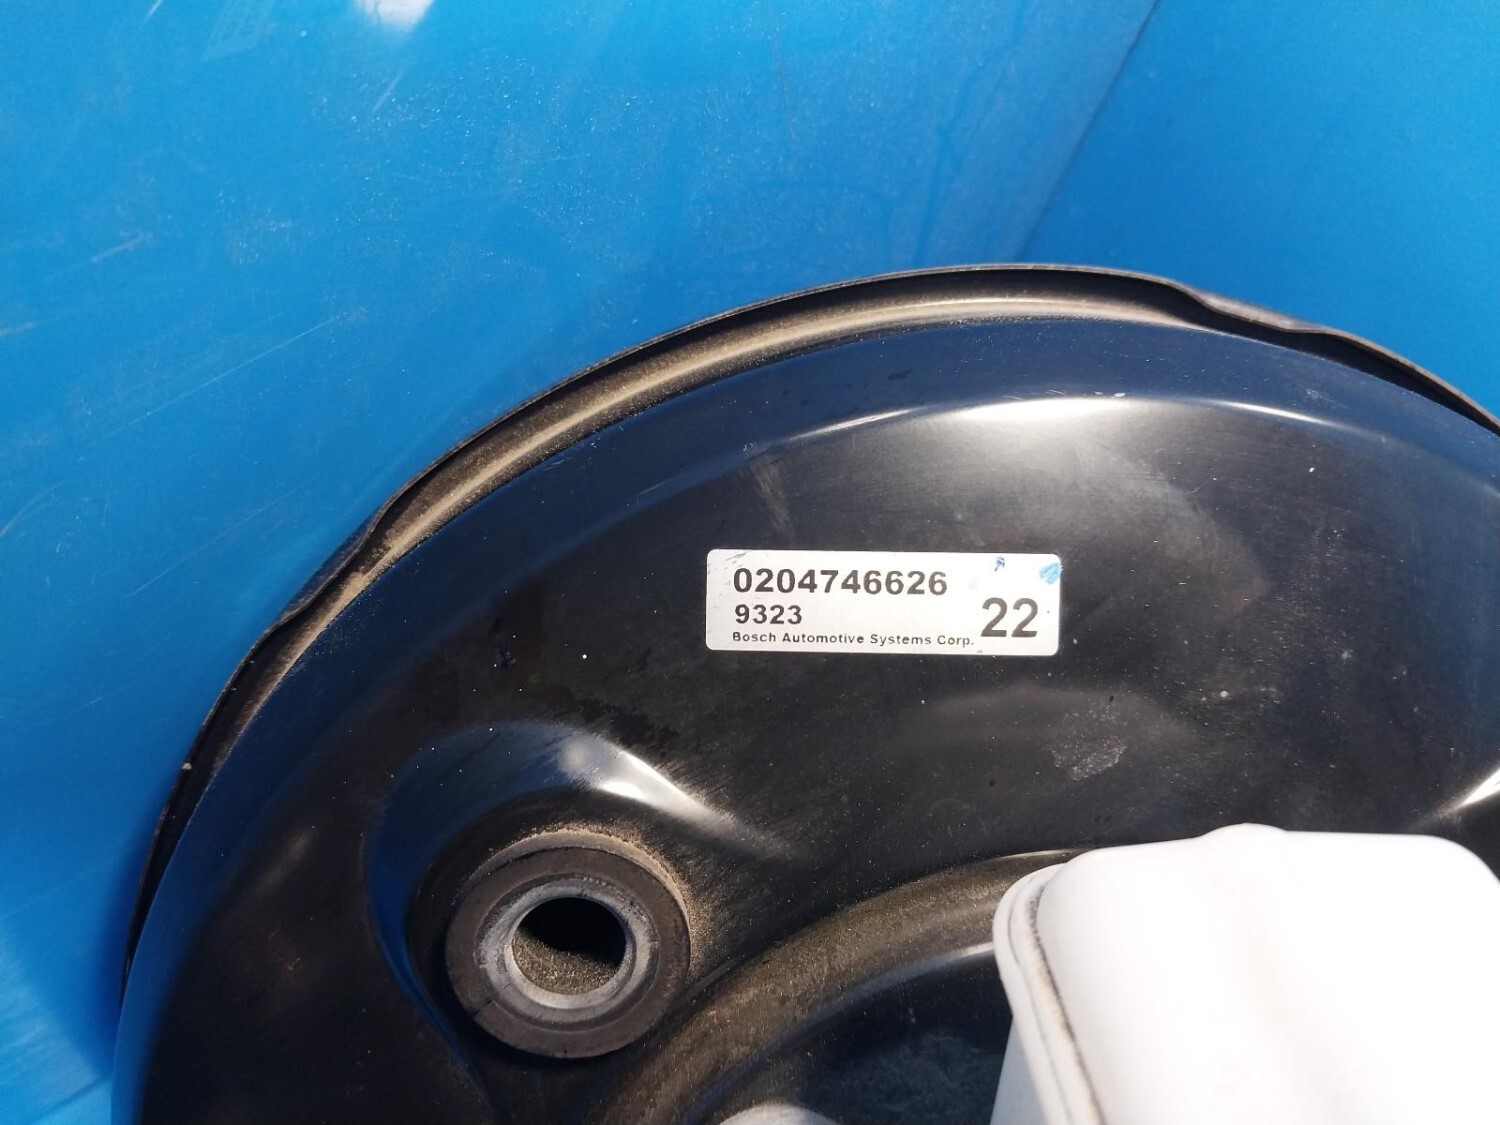 0204746626
9323
22
Bosch Automotive Systems Corp.